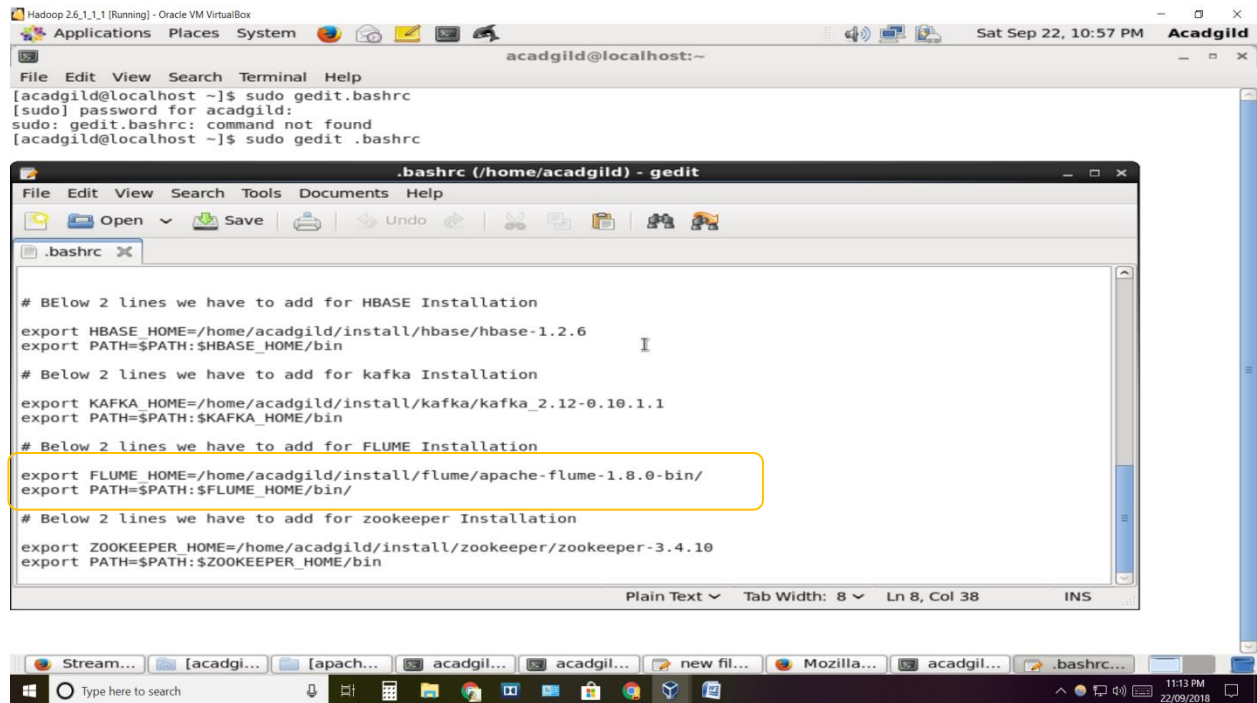 Hadoop 2.6_1_1_1 [Running] - Oracle VM VirtualBox
Applications Places System Sat Sep 22, 10:57 PM Acadgild
acadgild@localhost:~
File Edit View Search Terminal Help
[acadgild@localhost ~]$ sudo gedit.bashrc
[sudo] password for acadgild:
sudo: gedit.bashrc: command not found
[acadgild@localhost ~]$ sudo gedit .bashrc
.bashrc (/home/acadgild) - gedit
File Edit View Search Tools Documents Help
Open Save Undo
.bashrc
# BElow 2 lines we have to add for HBASE Installation
export HBASE_HOME=/home/acadgild/install/hbase/hbase-1.2.6
export PATH=$PATH:$HBASE_HOME/bin
# Below 2 lines we have to add for kafka Installation
export KAFKA_HOME=/home/acadgild/install/kafka/kafka_2.12-0.10.1.1
export PATH=$PATH:$KAFKA_HOME/bin
# Below 2 lines we have to add for FLUME Installation
export FLUME_HOME=/home/acadgild/install/flume/apache-flume-1.8.0-bin/
export PATH=$PATH:$FLUME_HOME/bin/
# Below 2 lines we have to add for zookeeper Installation
export ZOOKEEPER_HOME=/home/acadgild/install/zookeeper/zookeeper-3.4.10
export PATH=$PATH:$ZOOKEEPER_HOME/bin
Plain Text Tab Width: 8 Ln 8, Col 38 INS
Stream... [acadgi... [apach... acadgil... acadgil... new fil... Mozilla... acadgil... .bashrc...
Type here to search 11:13 PM
22/09/2018